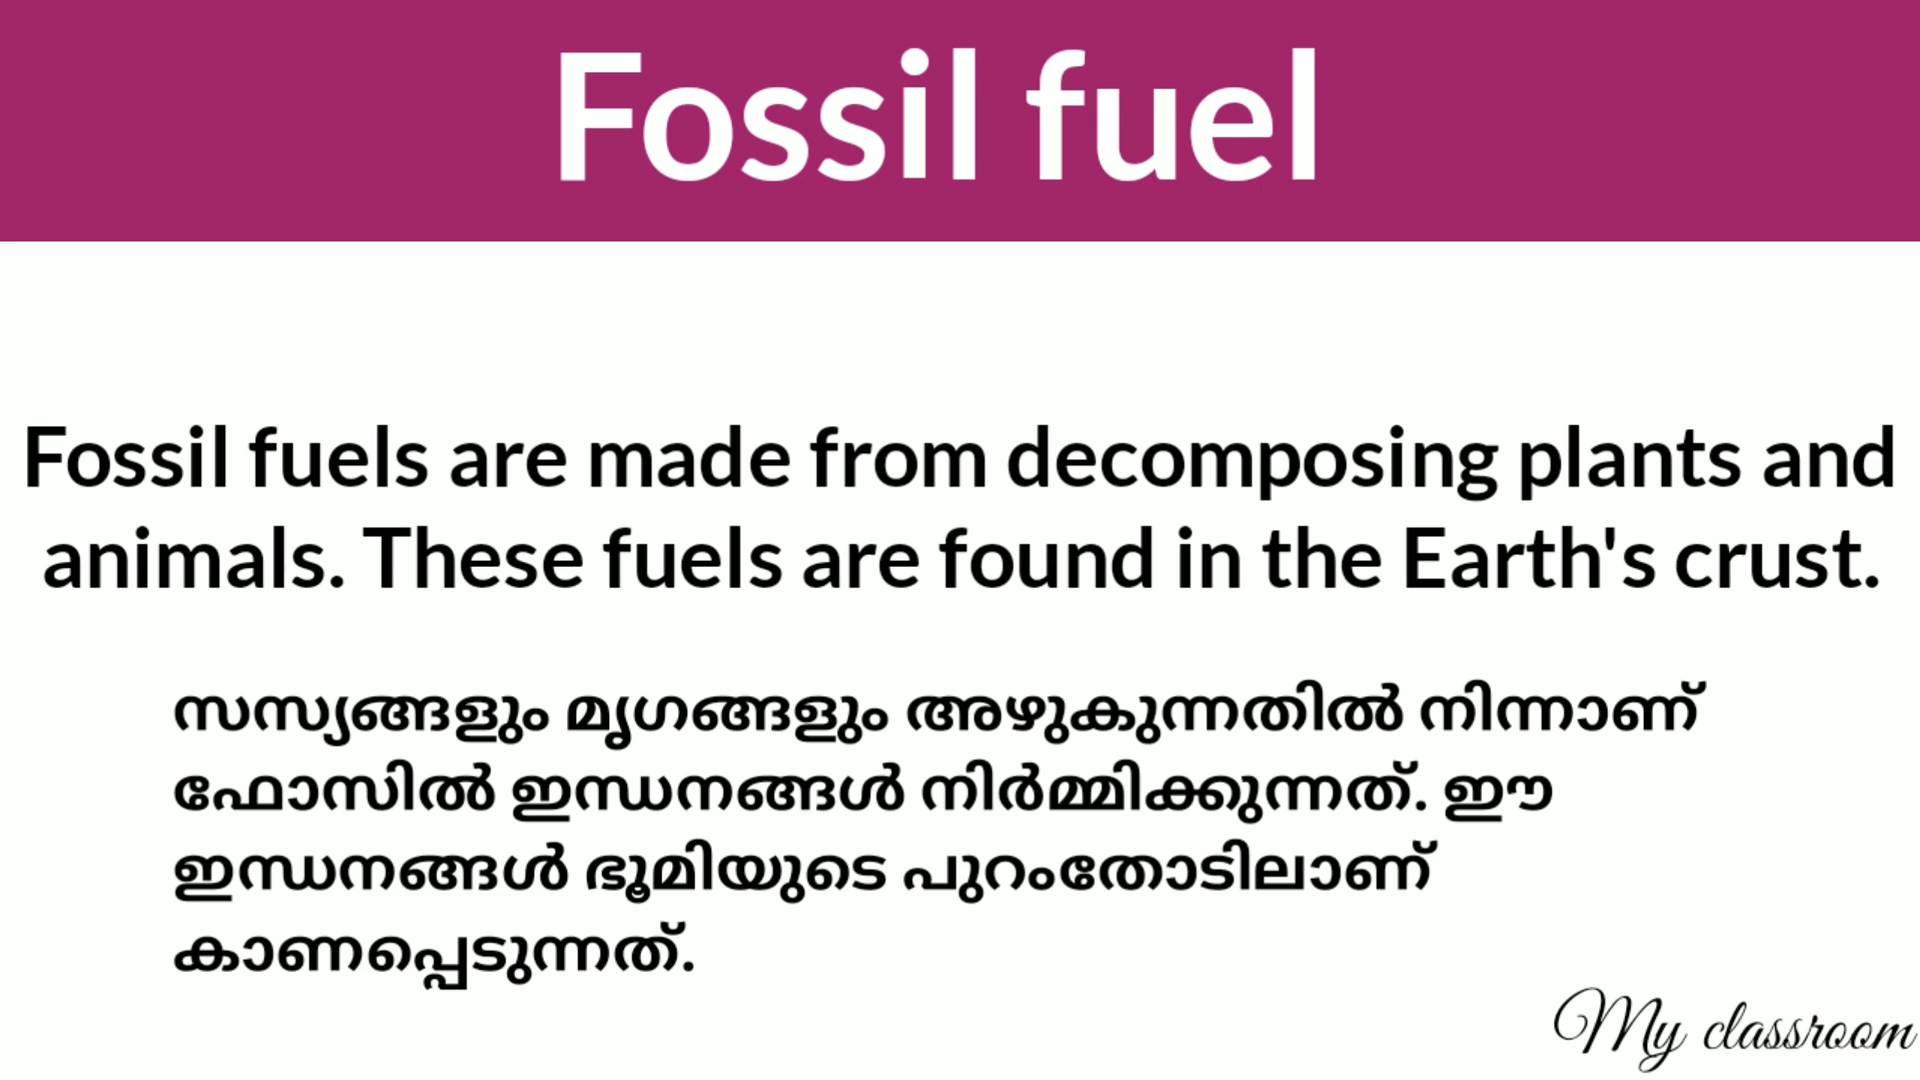 Fossil fuel
Fossil fuels are made from decomposing plants and
animals. These fuels are found in the Earth's crust.
സസ്യങ്ങളും മൃഗങ്ങളും അഴുകുന്നതിൽ നിന്നാണ്
ഫോസിൽ ഇന്ധനങ്ങൾ നിർമ്മിക്കുന്നത്. ഈ
ഇന്ധനങ്ങൾ ഭൂമിയുടെ പുറംതോടിലാണ്
കാണപ്പെടുന്നത്.
My classroom